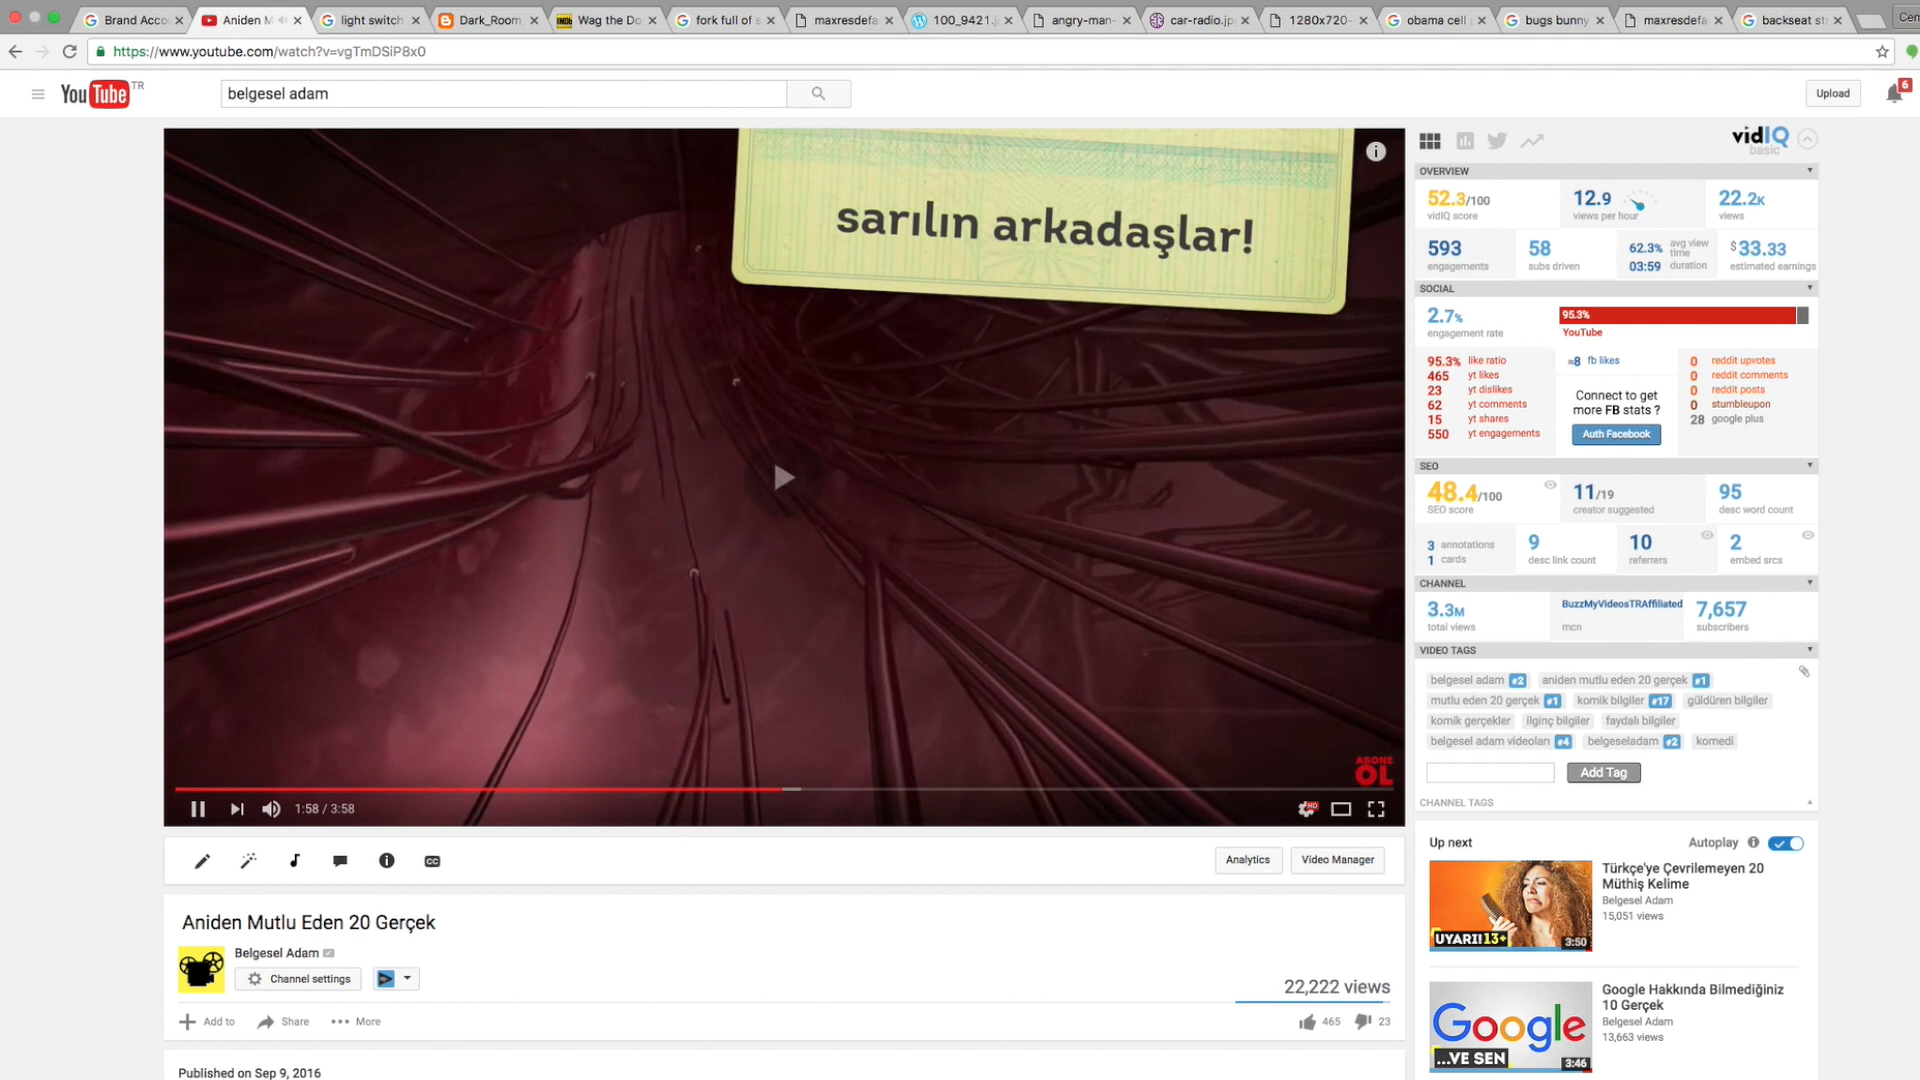 Brand Acco
Aniden M
light switch
Dark_Room
Wag the Do
fork full of s
maxresdefa
100_9421.j
angry-man-
car-radio.jp
1280x720-
obama cell
bugs bunny
maxresdefa
backseat str
Cem
https://www.youtube.com/watch?v=vgTmDSiP8x0
YouTube TR
belgesel adam
Upload
6
sarılın arkadaşlar!
ABONE
OL
1:58 / 3:58
HD
CC
Analytics
Video Manager
Aniden Mutlu Eden 20 Gerçek
Belgesel Adam
Channel settings
22,222 views
Add to
Share
More
465
23
Published on Sep 9, 2016
vidIQ
basic
OVERVIEW
52.3/100
vidIQ score
12.9
views per hour
22.2K
views
593
engagements
58
subs driven
62.3% avg view time
03:59 duration
$33.33
estimated earnings
SOCIAL
2.7%
engagement rate
95.3%
YouTube
95.3% like ratio
465 yt likes
23 yt dislikes
62 yt comments
15 yt shares
550 yt engagements
≈8 fb likes
Connect to get
more FB stats ?
Auth Facebook
0 reddit upvotes
0 reddit comments
0 reddit posts
0 stumbleupon
28 google plus
SEO
48.4/100
SEO score
11/19
creator suggested
95
desc word count
3 annotations
1 cards
9
desc link count
10
referrers
2
embed srcs
CHANNEL
3.3M
total views
BuzzMyVideosTRAffiliated
mcn
7,657
subscribers
VIDEO TAGS
belgesel adam #2 aniden mutlu eden 20 gerçek #1
mutlu eden 20 gerçek #1 komik bilgiler #17 güldüren bilgiler
komik gerçekler ilginç bilgiler faydalı bilgiler
belgesel adam videoları #4 belgeseladam #2 komedi
Add Tag
CHANNEL TAGS
Up next
Autoplay
UYARI!13+
3:50
Türkçe'ye Çevrilemeyen 20
Müthiş Kelime
Belgesel Adam
15,051 views
Google
...VE SEN
3:46
Google Hakkında Bilmediğiniz
10 Gerçek
Belgesel Adam
13,663 views